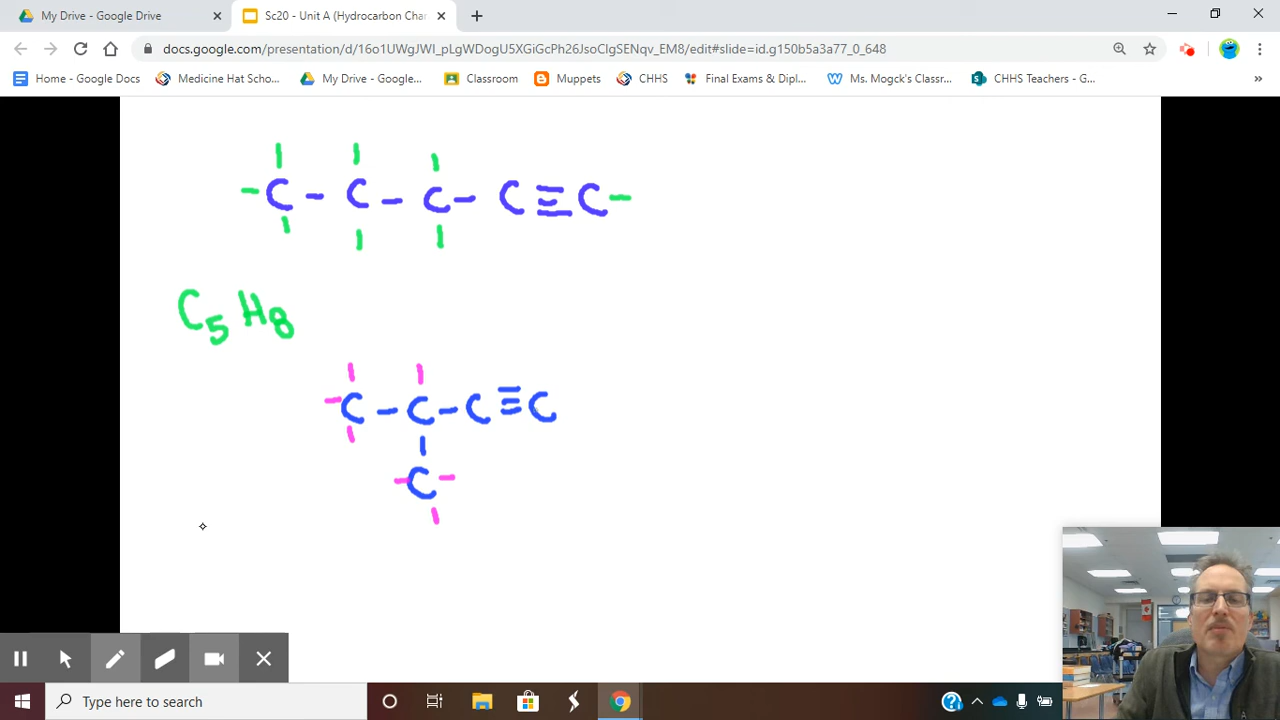 My Drive - Google Drive
Sc20 - Unit A (Hydrocarbon Char
docs.google.com/presentation/d/16o1UWgJWI_pLGWDogU5XGiGcPh26JsoClgSENqv_EM8/edit#slide=id.g150b5a3a77_0_648
Home - Google Docs Medicine Hat Scho... My Drive - Google... Classroom Muppets CHHS Final Exams & Dipl... Ms. Mogck's Classr... CHHS Teachers - G... »
C - C - C - C ≡ C
C5H8
C - C - C ≡ C
C
Type here to search